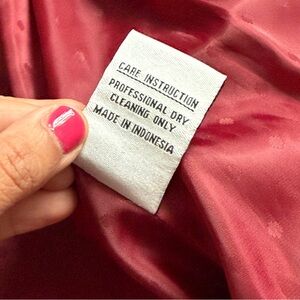 CARE INSTRUCTION
PROFESSIONAL DRY
CLEANING ONLY
MADE IN INDONESIA